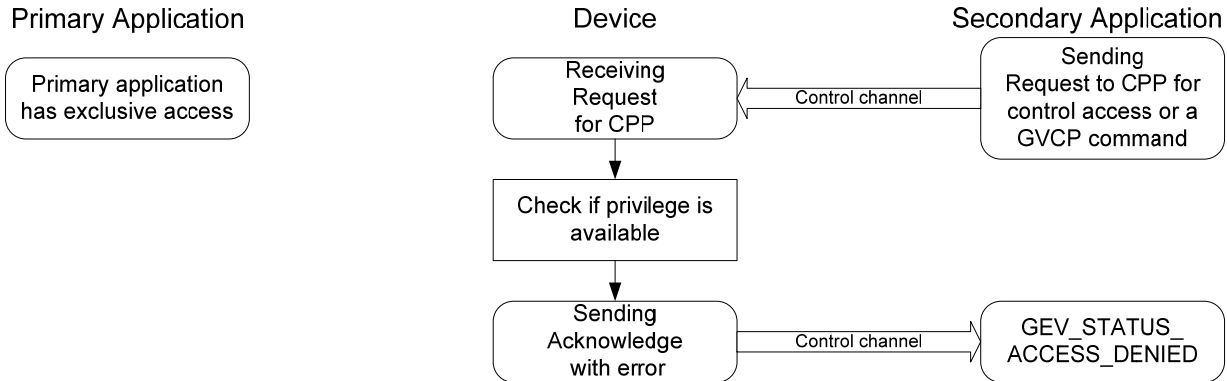 Primary Application
Device
Secondary Application
Primary application
has exclusive access
Receiving
Request
for CPP
Control channel
Sending
Request to CPP for
control access or a
GVCP command
Check if privilege is
available
Sending
Acknowledge
with error
Control channel
GEV_STATUS_
ACCESS_DENIED